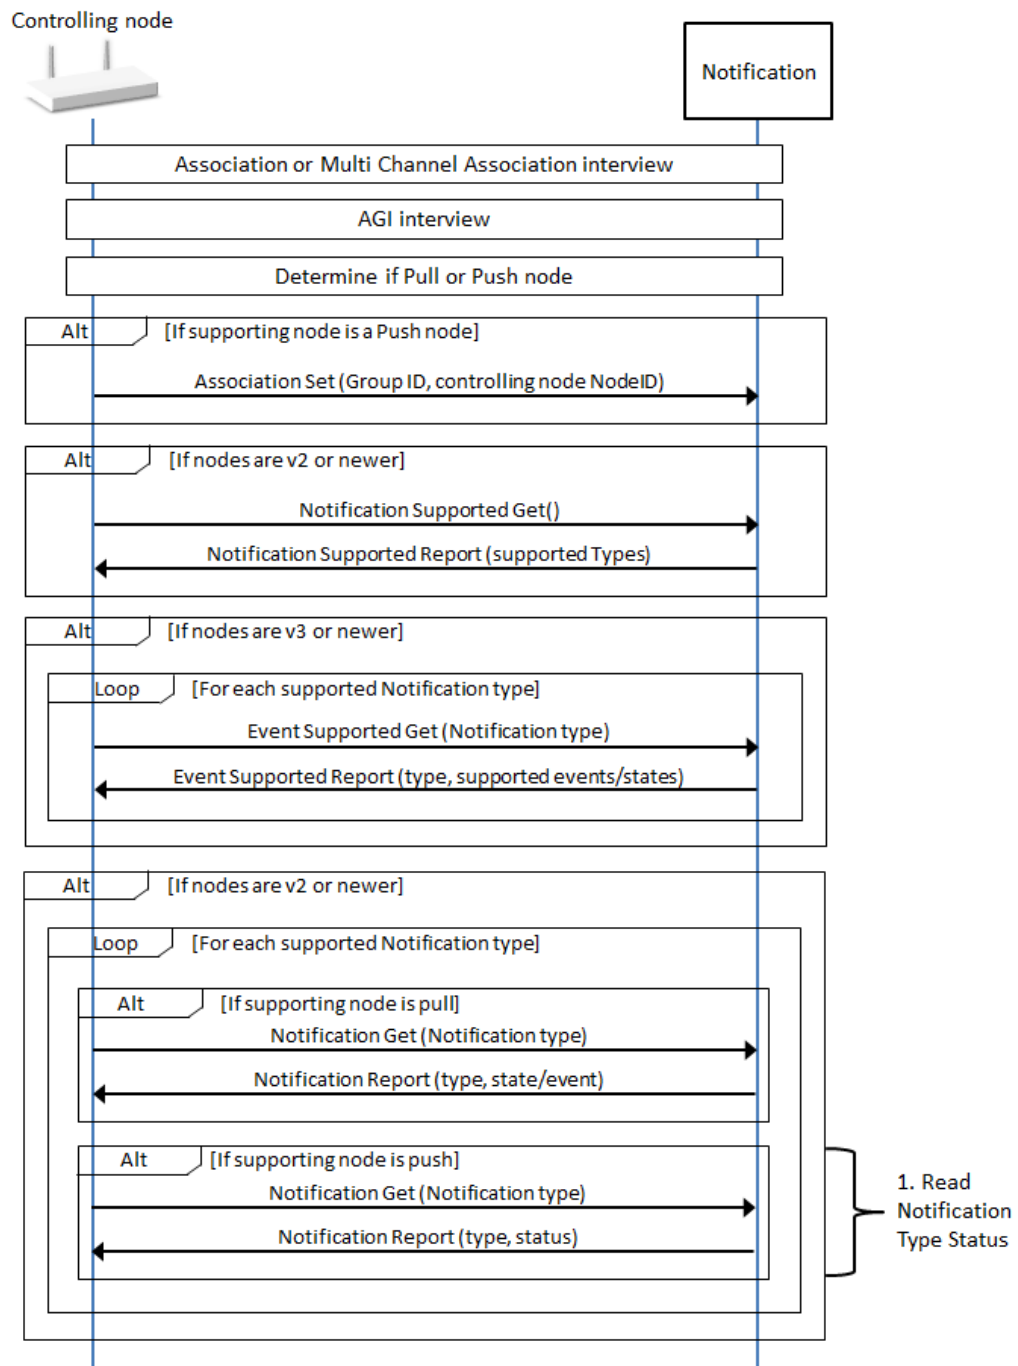 Controlling node
Notification
Association or Multi Channel Association interview
AGI interview
Determine if Pull or Push node
Alt [If supporting node is a Push node]
Association Set (Group ID, controlling node NodeID)
Alt [If nodes are v2 or newer]
Notification Supported Get()
Notification Supported Report (supported Types)
Alt [If nodes are v3 or newer]
Loop [For each supported Notification type]
Event Supported Get (Notification type)
Event Supported Report (type, supported events/states)
Alt [If nodes are v2 or newer]
Loop [For each supported Notification type]
Alt [If supporting node is pull]
Notification Get (Notification type)
Notification Report (type, state/event)
Alt [If supporting node is push]
Notification Get (Notification type)
Notification Report (type, status)
1. Read
Notification
Type Status